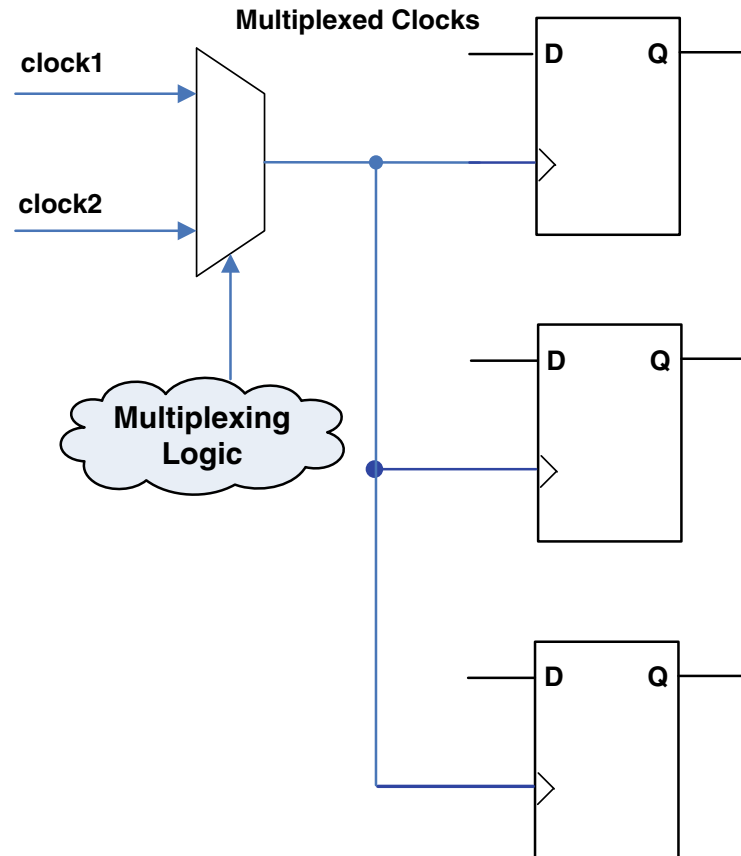 Multiplexed Clocks
D Q
clock1
clock2
D Q
Multiplexing
Logic
D Q